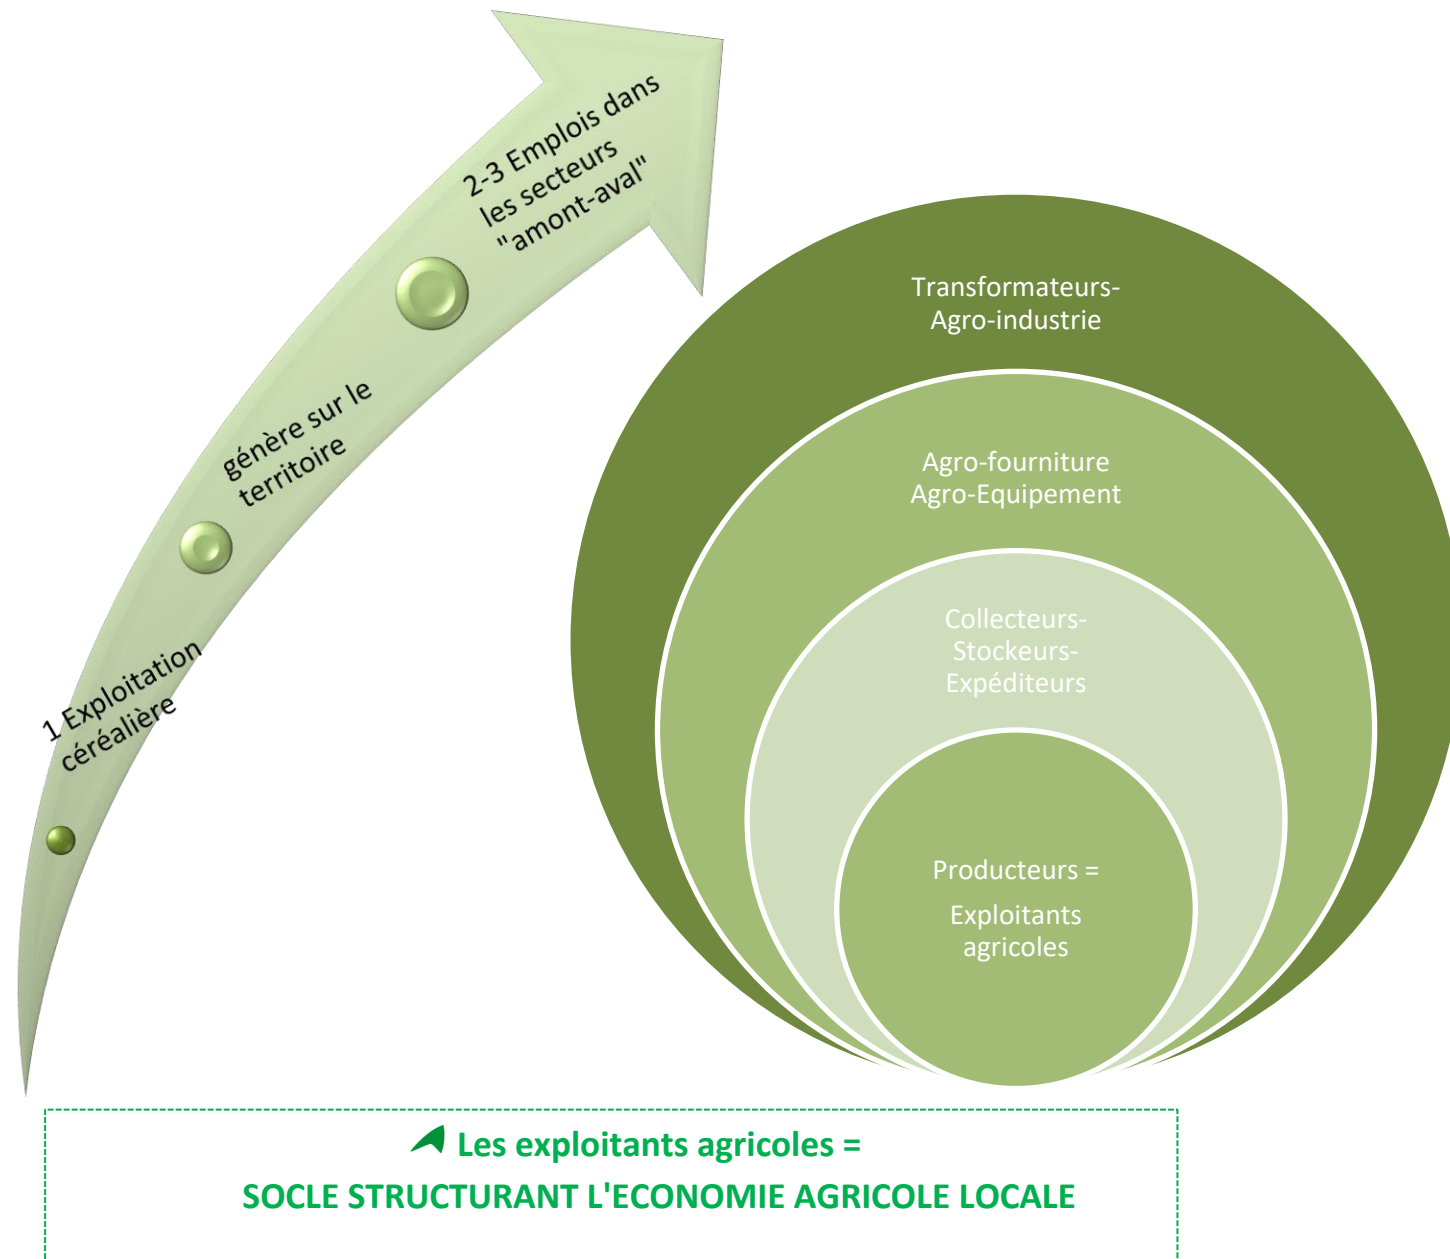 2-3 Emplois dans
les secteurs
"amont-aval"
génère sur le
territoire
1 Exploitation
céréalière
Transformateurs-
Agro-industrie
Agro-fourniture
Agro-Equipement
Collecteurs-
Stockeurs-
Expéditeurs
Producteurs =
Exploitants
agricoles
Les exploitants agricoles =
SOCLE STRUCTURANT L'ECONOMIE AGRICOLE LOCALE